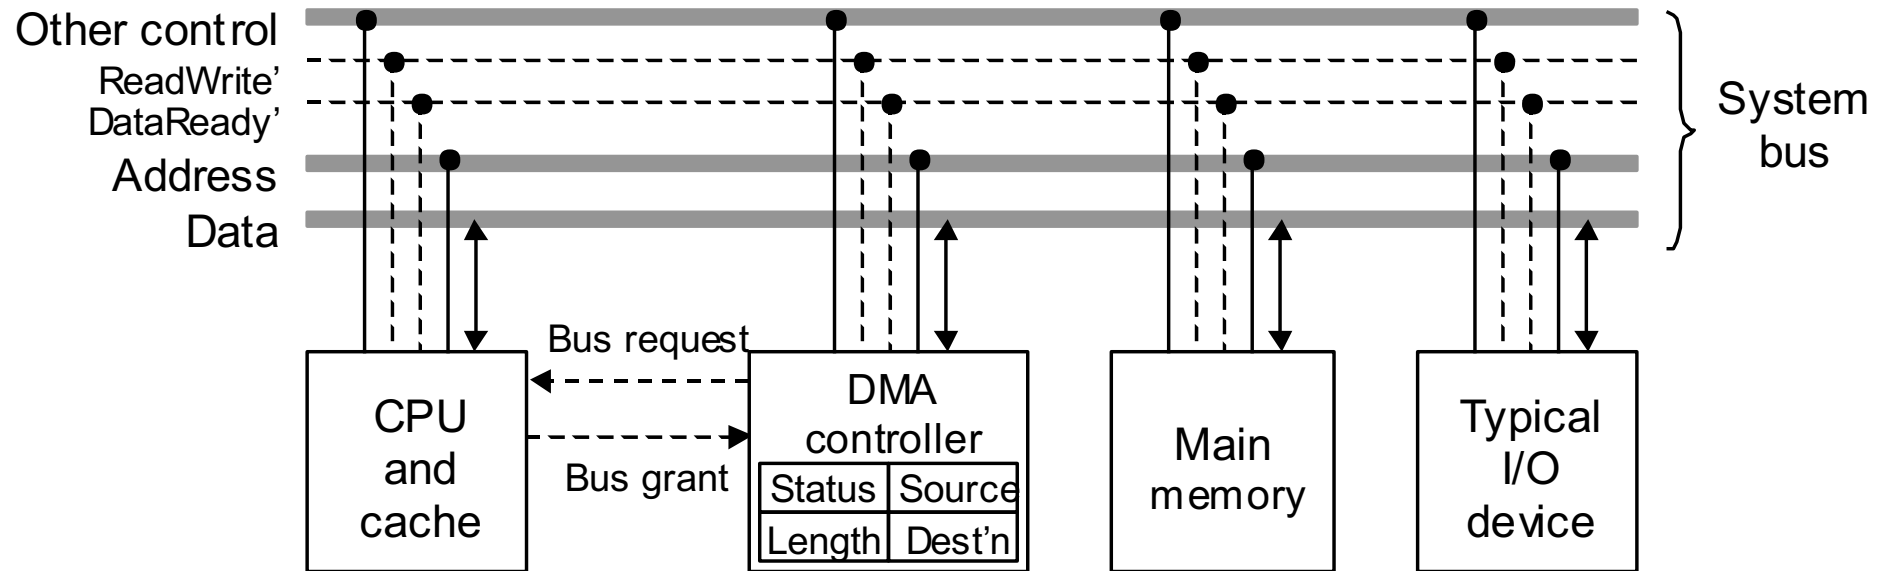 Other control
ReadWrite’
DataReady’
Address
Data
System
bus
Bus request
Bus grant
CPU
and
cache
DMA
controller
Status Source
Length Dest’n
Main
memory
Typical
I/O
device